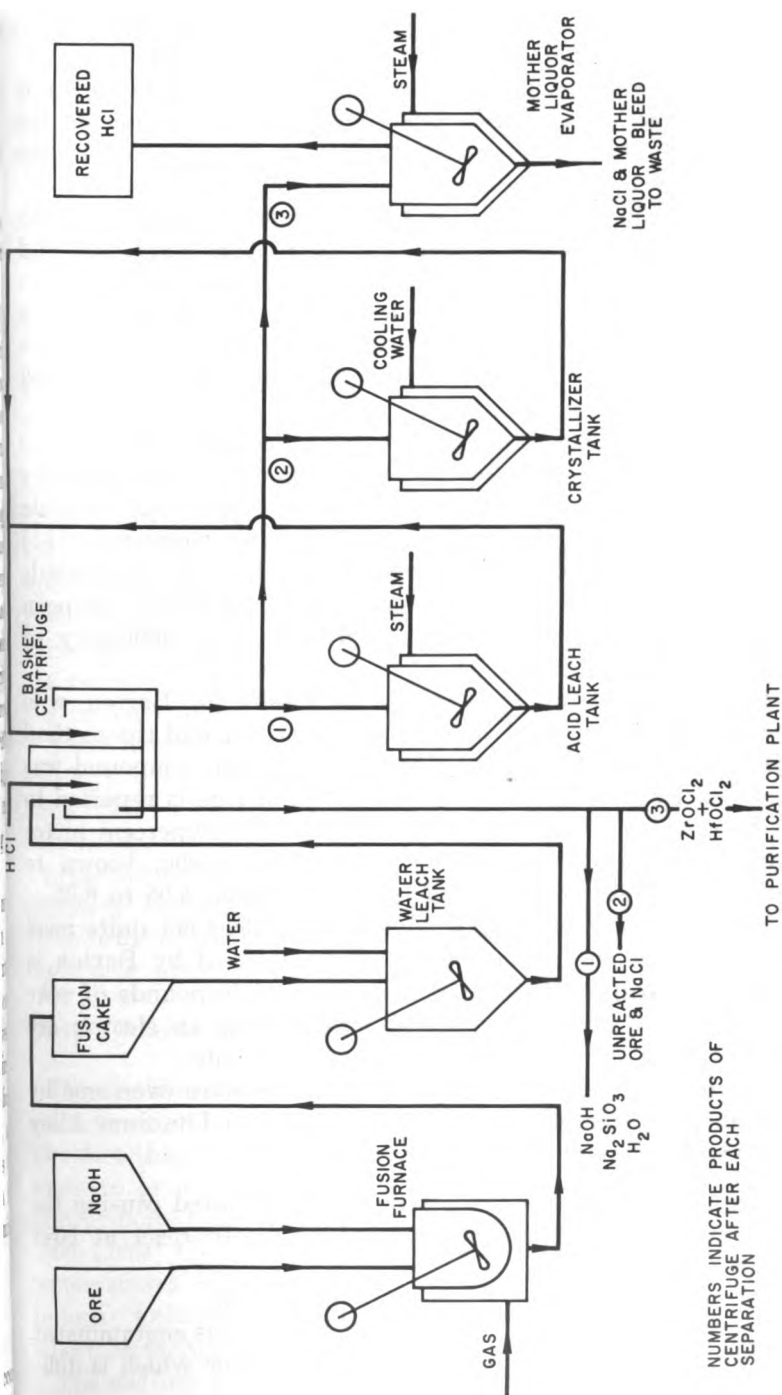 ORE
NaOH
GAS
FUSION
FURNACE
FUSION
CAKE
WATER
WATER
LEACH
TANK
HCl
BASKET
CENTRIFUGE
①
STEAM
ACID LEACH
TANK
②
COOLING
WATER
CRYSTALLIZER
TANK
③
STEAM
RECOVERED
HCl
MOTHER
LIQUOR
EVAPORATOR
NaCl & MOTHER
LIQUOR BLEED
TO WASTE
①
NaOH
Na₂SiO₃
H₂O
②
UNREACTED
ORE & NaCl
③
ZrOCl₂
+
HfOCl₂
TO PURIFICATION PLANT
NUMBERS INDICATE PRODUCTS OF
CENTRIFUGE AFTER EACH
SEPARATION